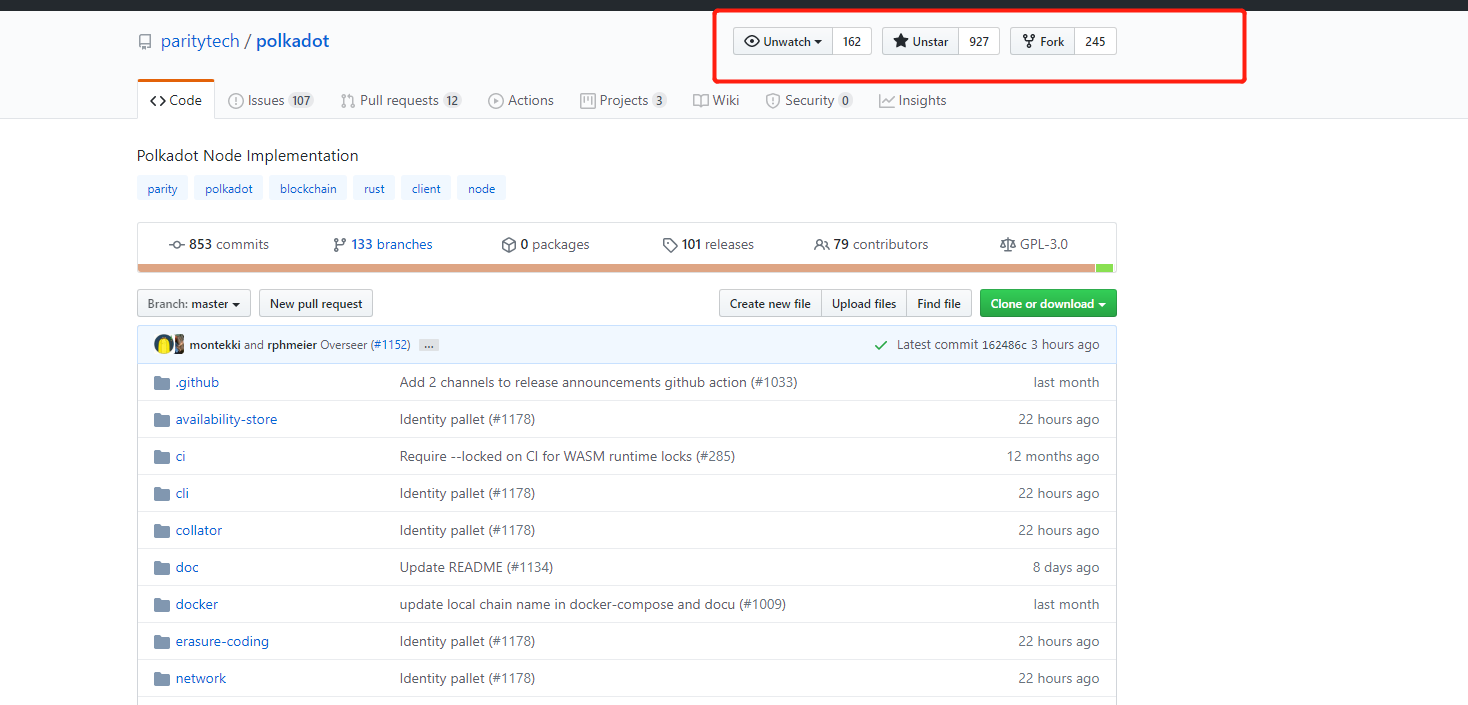 paritytech / polkadot
Unwatch 162 Unstar 927 Fork 245
Code Issues 107 Pull requests 12 Actions Projects 3 Wiki Security 0 Insights
Polkadot Node Implementation
parity polkadot blockchain rust client node
853 commits 133 branches 0 packages 101 releases 79 contributors GPL-3.0
Branch: master New pull request Create new file Upload files Find file Clone or download
montekki and rphmeier Overseer (#1152) ... Latest commit 162486c 3 hours ago
.github Add 2 channels to release announcements github action (#1033) last month
availability-store Identity pallet (#1178) 22 hours ago
ci Require --locked on CI for WASM runtime locks (#285) 12 months ago
cli Identity pallet (#1178) 22 hours ago
collator Identity pallet (#1178) 22 hours ago
doc Update README (#1134) 8 days ago
docker update local chain name in docker-compose and docu (#1009) last month
erasure-coding Identity pallet (#1178) 22 hours ago
network Identity pallet (#1178) 22 hours ago